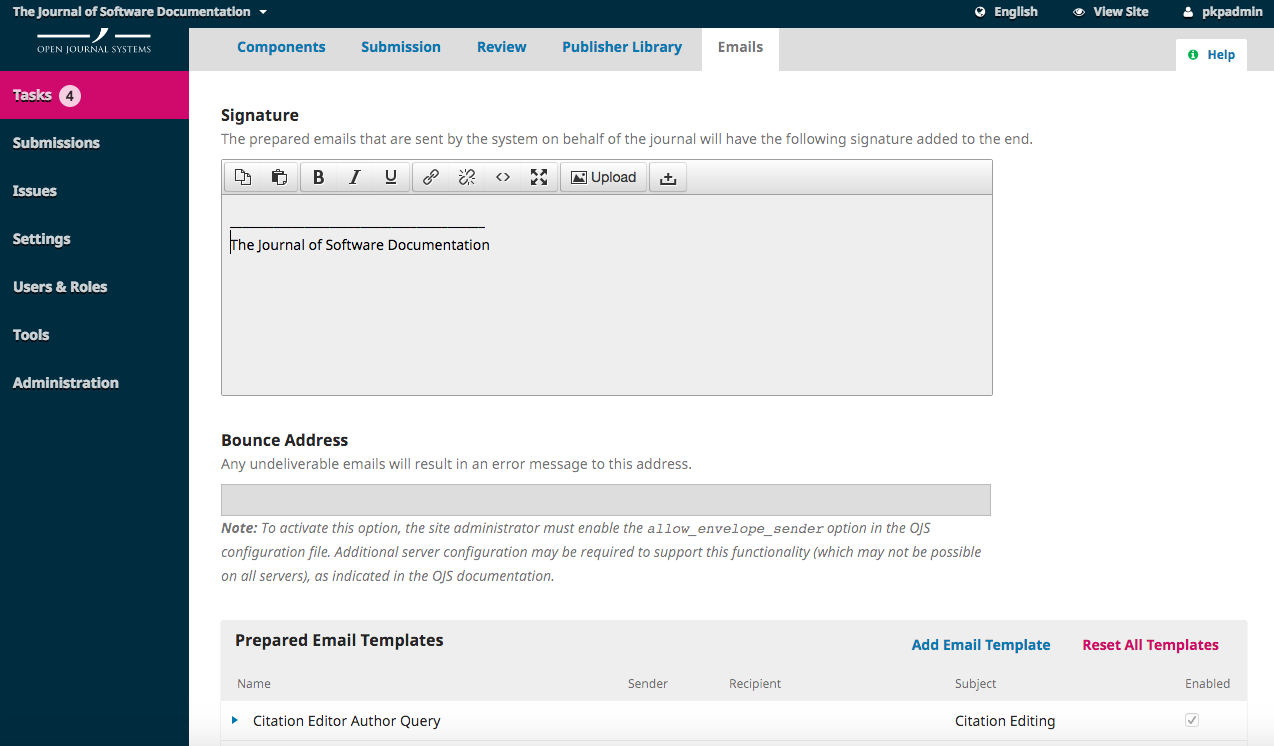 The Journal of Software Documentation
English
View Site
pkpadmin
OPEN JOURNAL SYSTEMS
Components
Submission
Review
Publisher Library
Emails
Help
Tasks 4
Submissions
Issues
Settings
Users & Roles
Tools
Administration
Signature
The prepared emails that are sent by the system on behalf of the journal will have the following signature added to the end.
B I U <> Upload
The Journal of Software Documentation
Bounce Address
Any undeliverable emails will result in an error message to this address.
Note: To activate this option, the site administrator must enable the allow_envelope_sender option in the OJS
configuration file. Additional server configuration may be required to support this functionality (which may not be possible
on all servers), as indicated in the OJS documentation.
Prepared Email Templates
Add Email Template
Reset All Templates
Name Sender Recipient Subject Enabled
Citation Editor Author Query Citation Editing